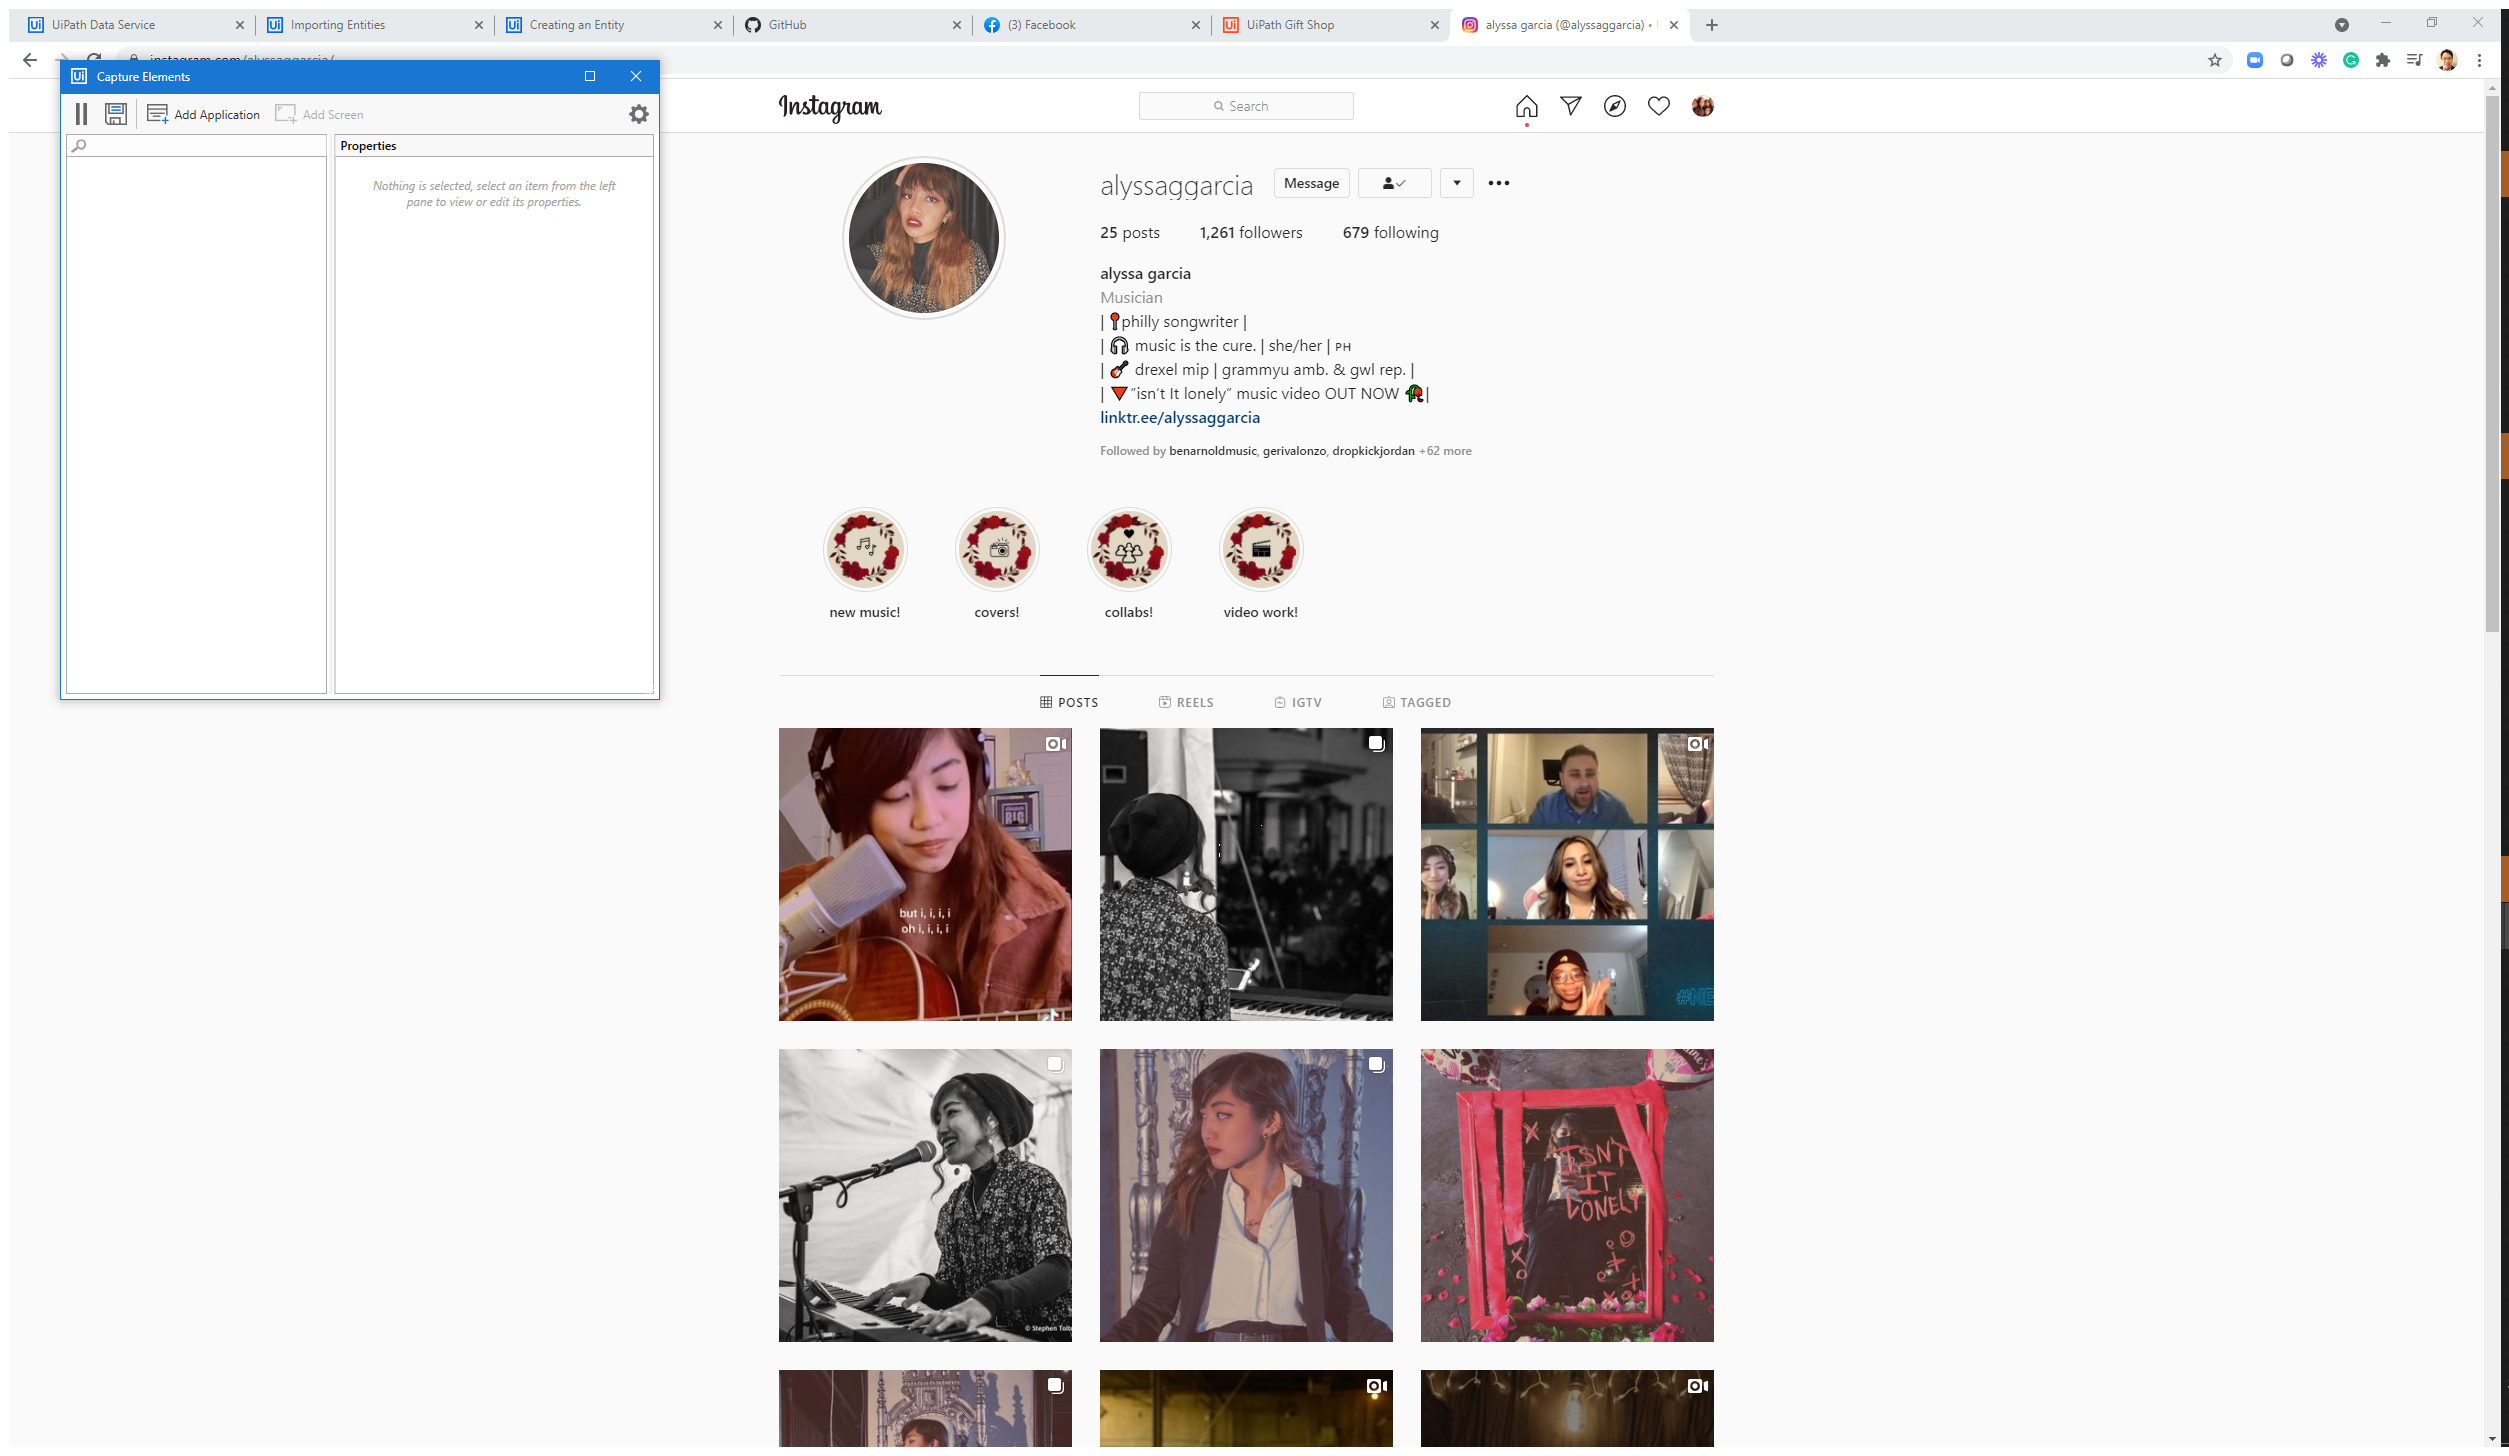 UiPath Data Service
Importing Entities
Creating an Entity
GitHub
(3) Facebook
UiPath Gift Shop
alyssa garcia (@alyssaggarcia) •
instagram.com/alyssaggarcia/
Capture Elements
Add Application
Add Screen
Properties
Nothing is selected, select an item from the left
pane to view or edit its properties.
Instagram
Search
alyssaggarcia
Message
25 posts
1,261 followers
679 following
alyssa garcia
Musician
| 📍philly songwriter |
| 🎧 music is the cure. | she/her | PH
| 🎸 drexel mip | grammyu amb. & gwl rep. |
| 🔻“isn’t It lonely” music video OUT NOW 🥀|
linktr.ee/alyssaggarcia
Followed by benarnoldmusic, gerivalonzo, dropkickjordan +62 more
new music!
covers!
collabs!
video work!
POSTS
REELS
IGTV
TAGGED
BIG
but i, i, i, i
oh i, i, i, i
#NE
© Stephen
ISN'T
IT
LONELY